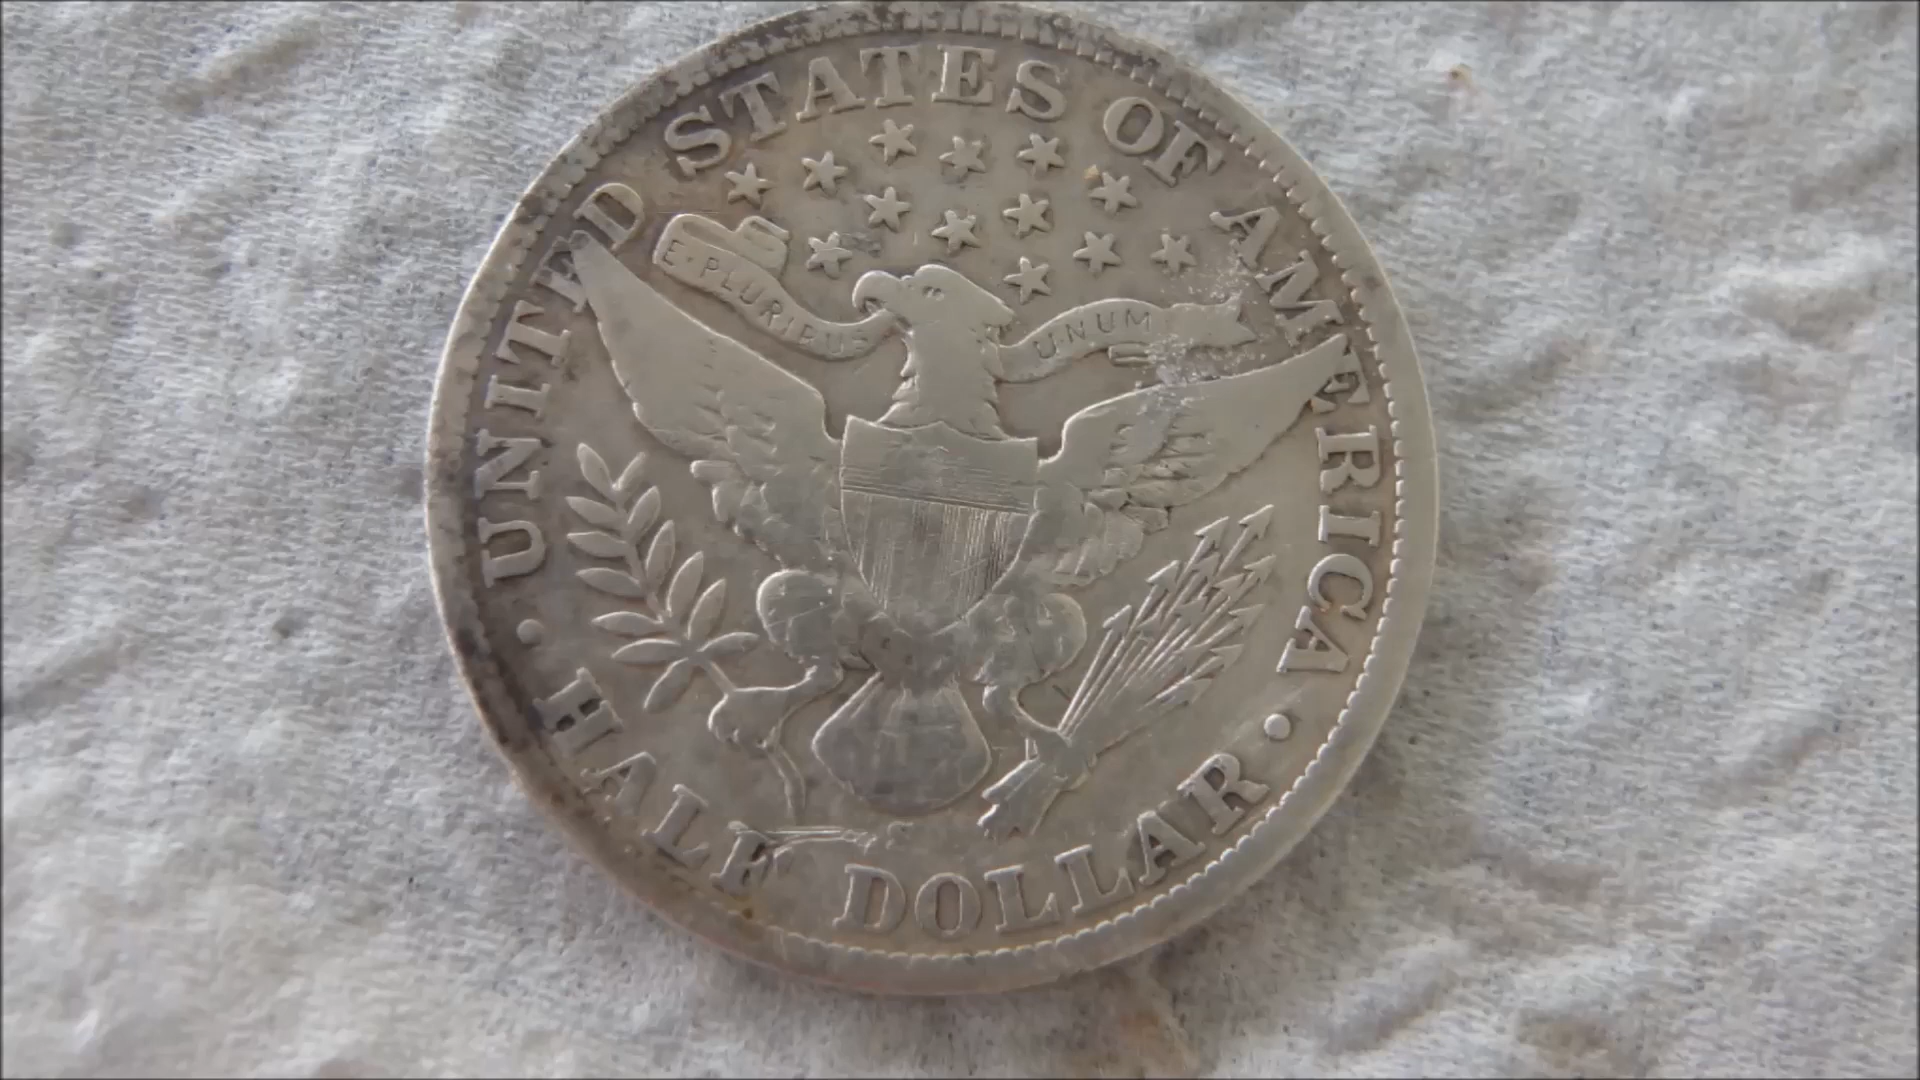 UNITED STATES OF AMERICA
E·PLURIBUS UNUM
· HALF DOLLAR ·